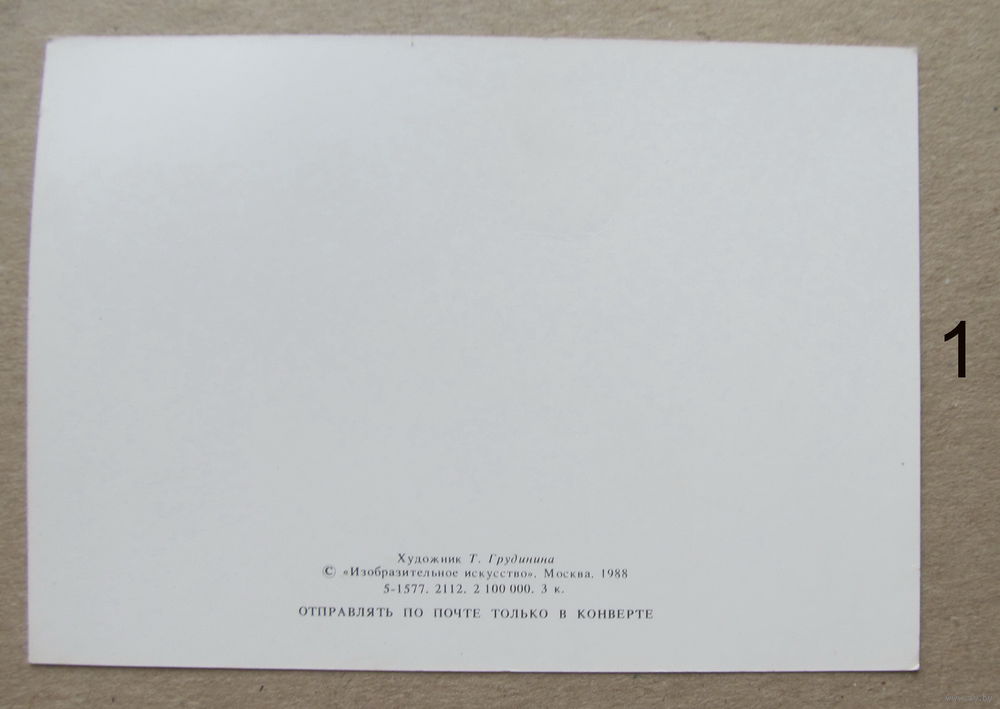 Художник Т. Грудинина
© «Изобразительное искусство». Москва. 1988
5-1577. 2112. 2 100 000. 3 к.
ОТПРАВЛЯТЬ ПО ПОЧТЕ ТОЛЬКО В КОНВЕРТЕ
1